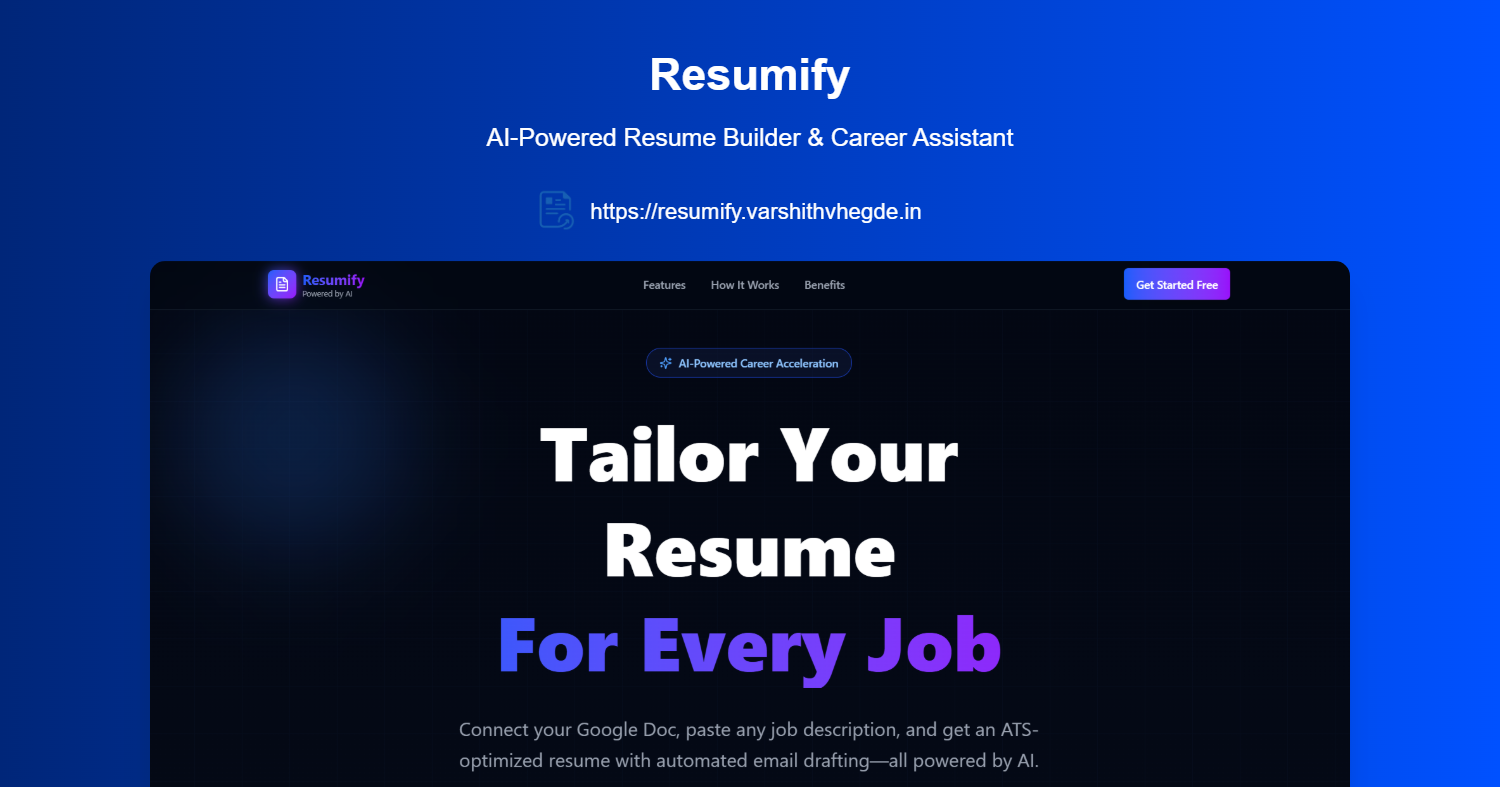 Resumify
AI-Powered Resume Builder & Career Assistant
https://resumify.varshithvhegde.in
Resumify
Powered by AI
Features
How It Works
Benefits
Get Started Free
AI-Powered Career Acceleration
Tailor Your
Resume
For Every Job
Connect your Google Doc, paste any job description, and get an ATS-
optimized resume with automated email drafting—all powered by AI.